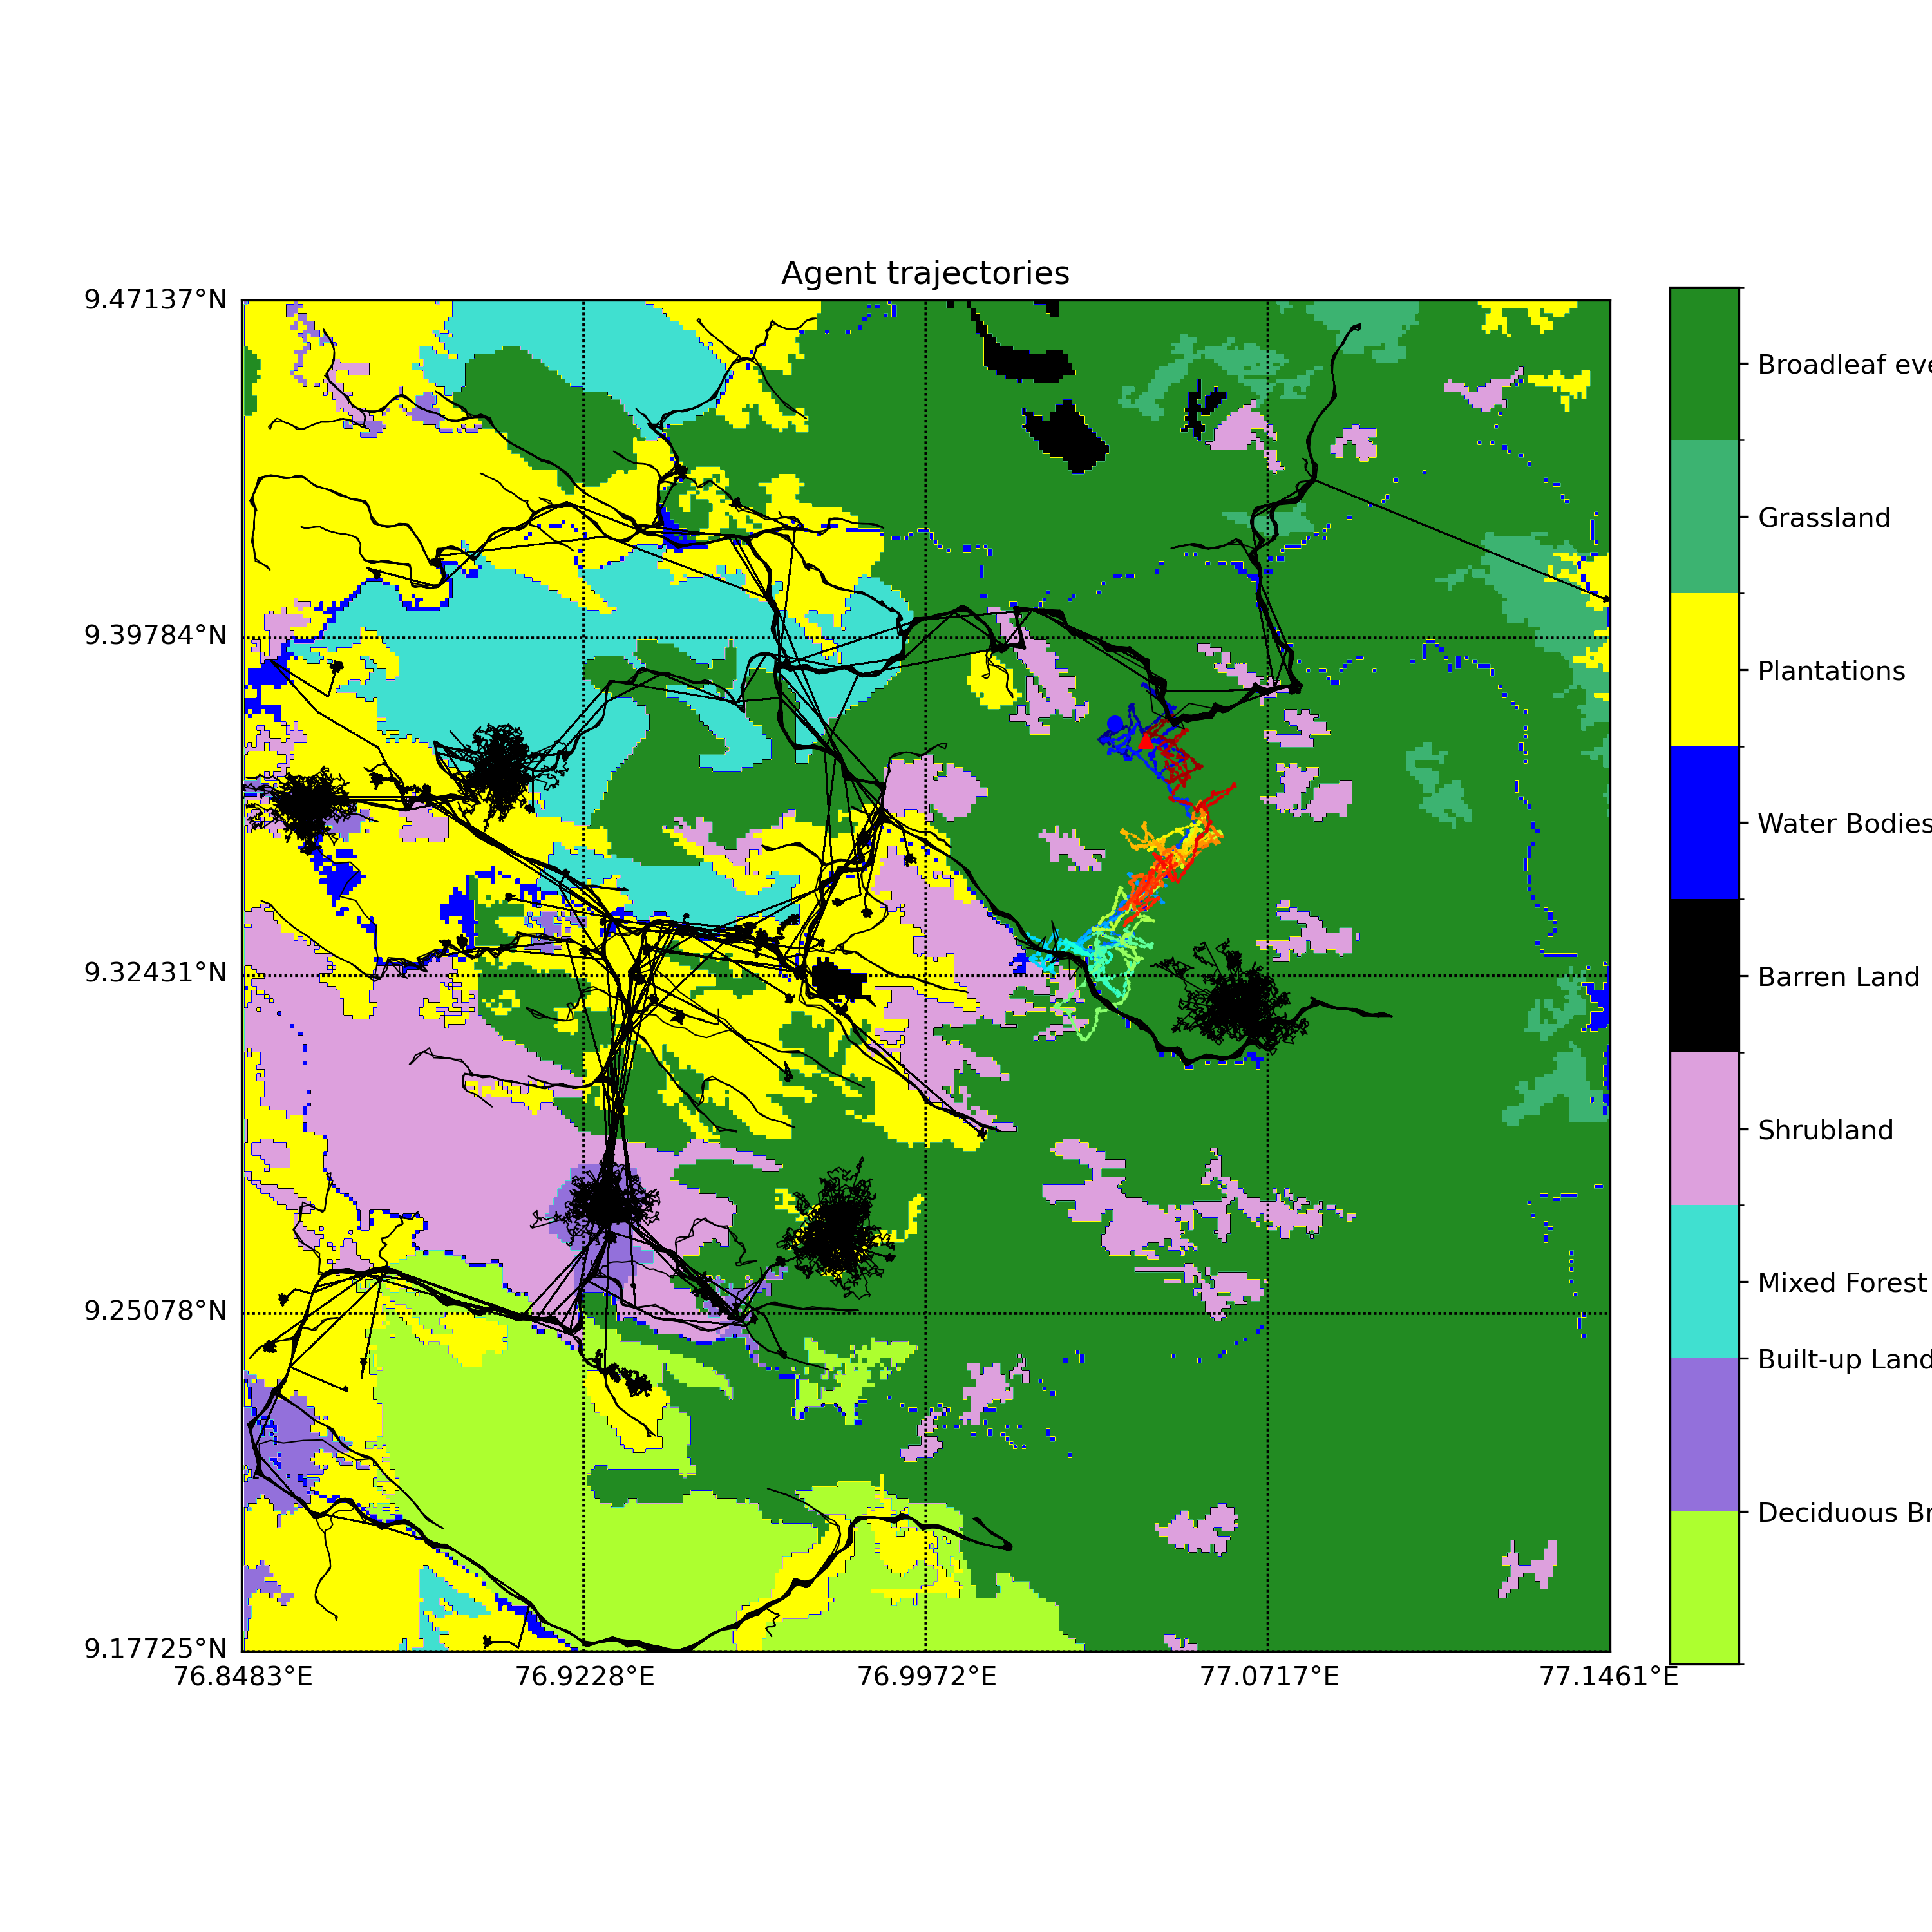 Agent trajectories
9.47137°N
9.39784°N
9.32431°N
9.25078°N
9.17725°N
76.8483°E
76.9228°E
76.9972°E
77.0717°E
77.1461°E
Broadleaf eve
Grassland
Plantations
Water Bodies
Barren Land
Shrubland
Mixed Forest
Built-up Land
Deciduous Br